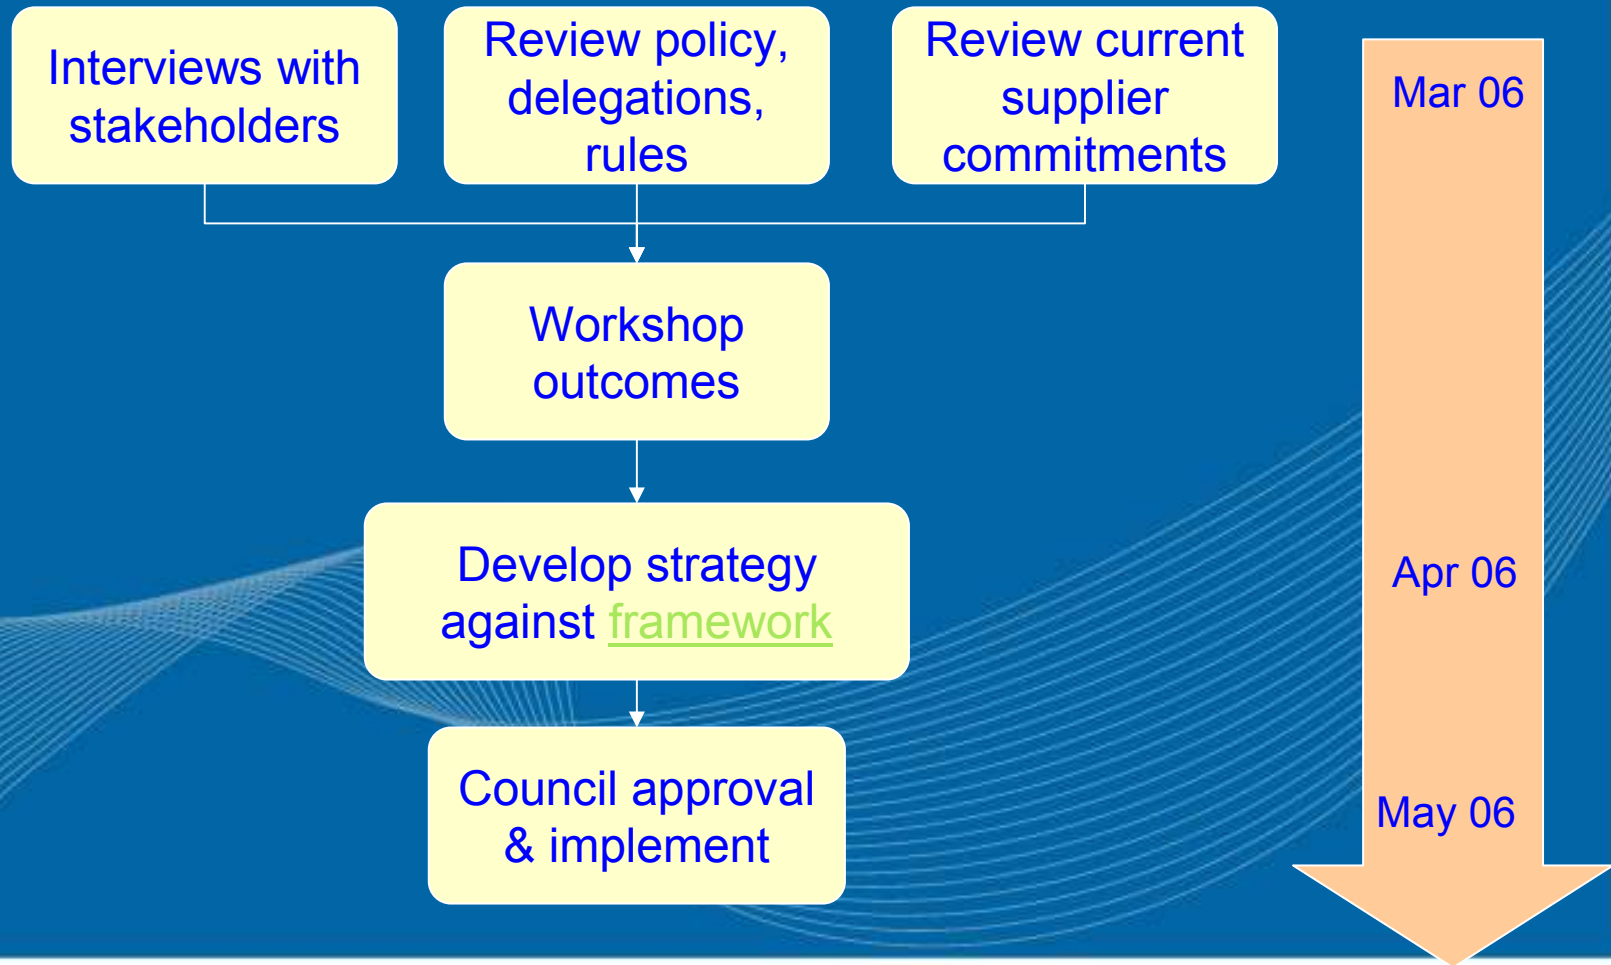 Interviews with
stakeholders
Review policy,
delegations,
rules
Review current
supplier
commitments
Mar 06
Workshop
outcomes
Develop strategy
against framework
Apr 06
Council approval
& implement
May 06